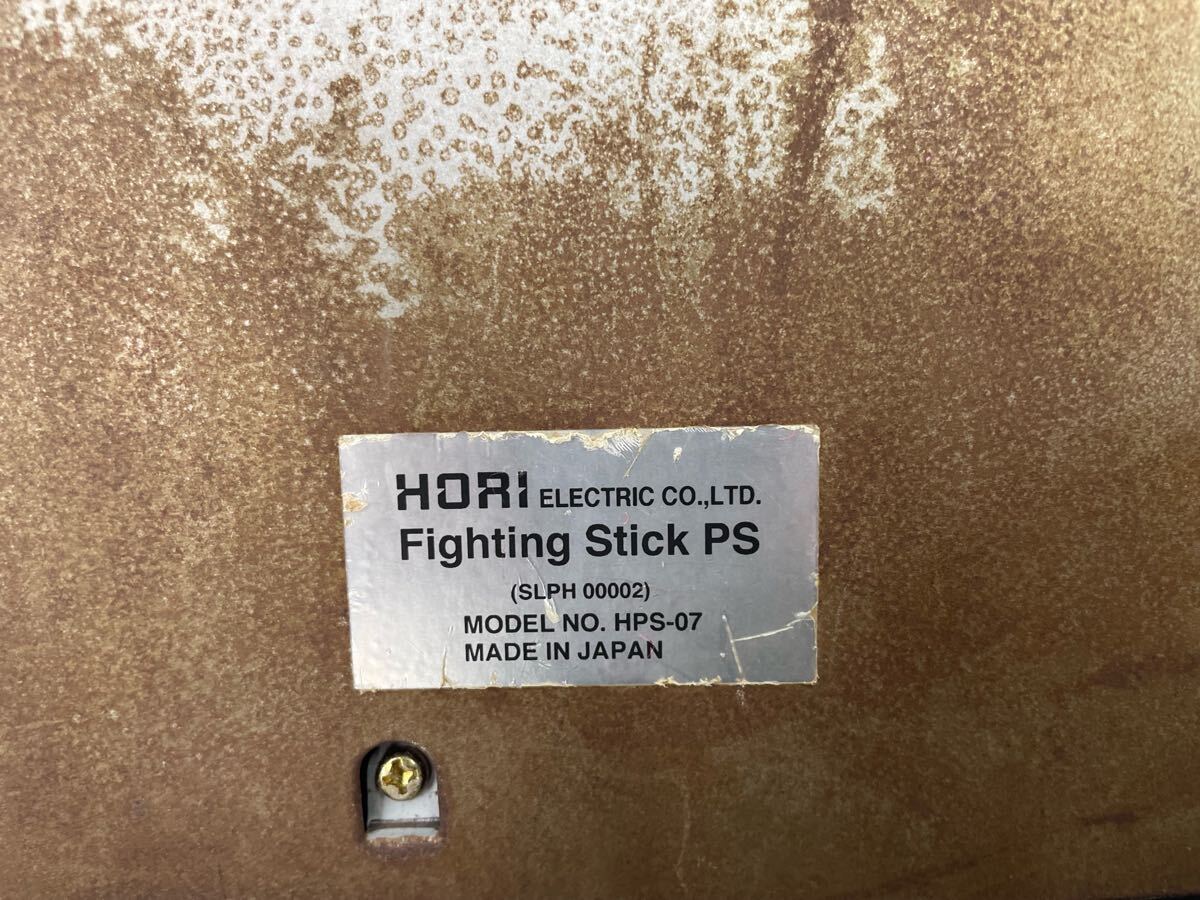 HORI ELECTRIC CO.,LTD.
Fighting Stick PS
(SLPH 00002)
MODEL NO. HPS-07
MADE IN JAPAN